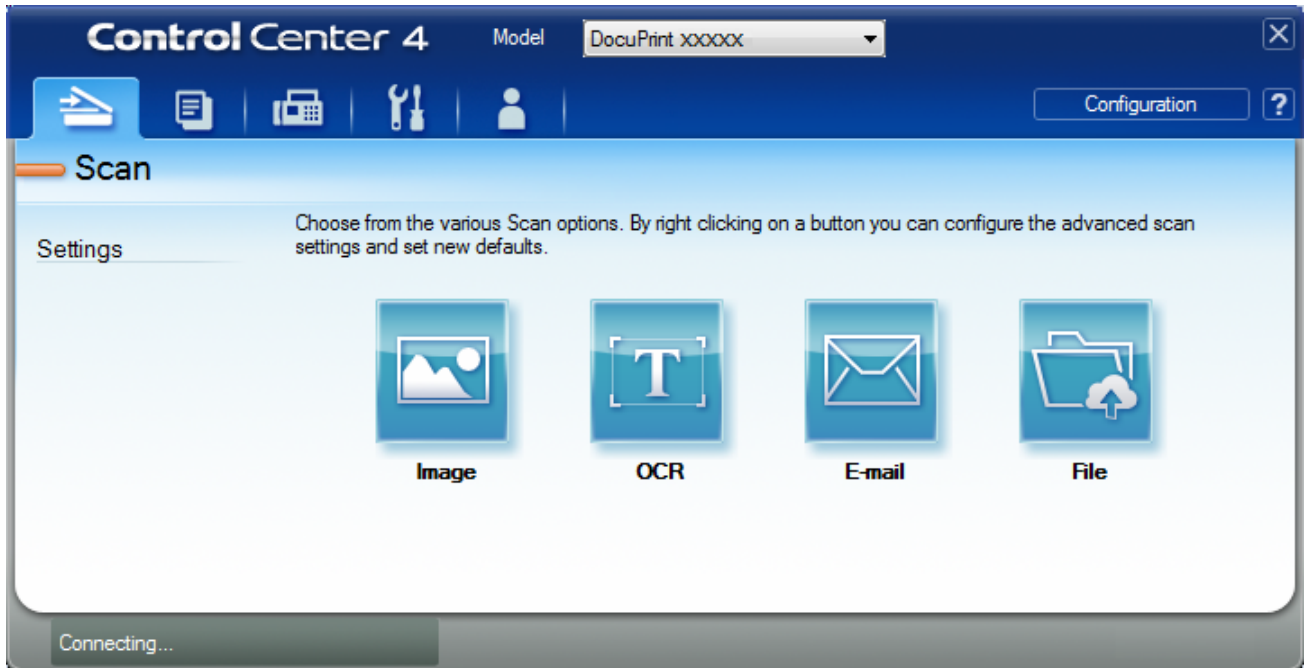 Control Center 4
Model
DocuPrint XXXXX
Configuration
?
Scan
Settings
Choose from the various Scan options. By right clicking on a button you can configure the advanced scan
settings and set new defaults.
T
Image
OCR
E-mail
File
Connecting...